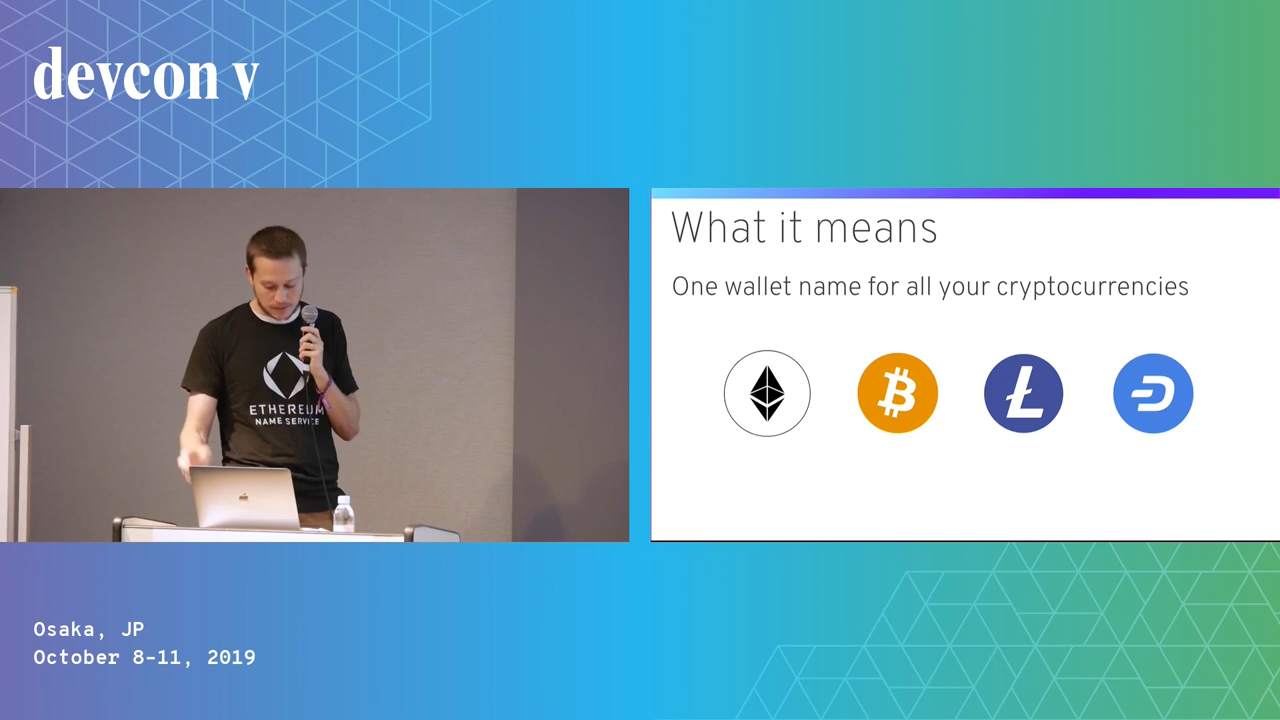 devcon v
ETHEREUM
NAME SERVICE
What it means
One wallet name for all your cryptocurrencies
Osaka, JP
October 8-11, 2019